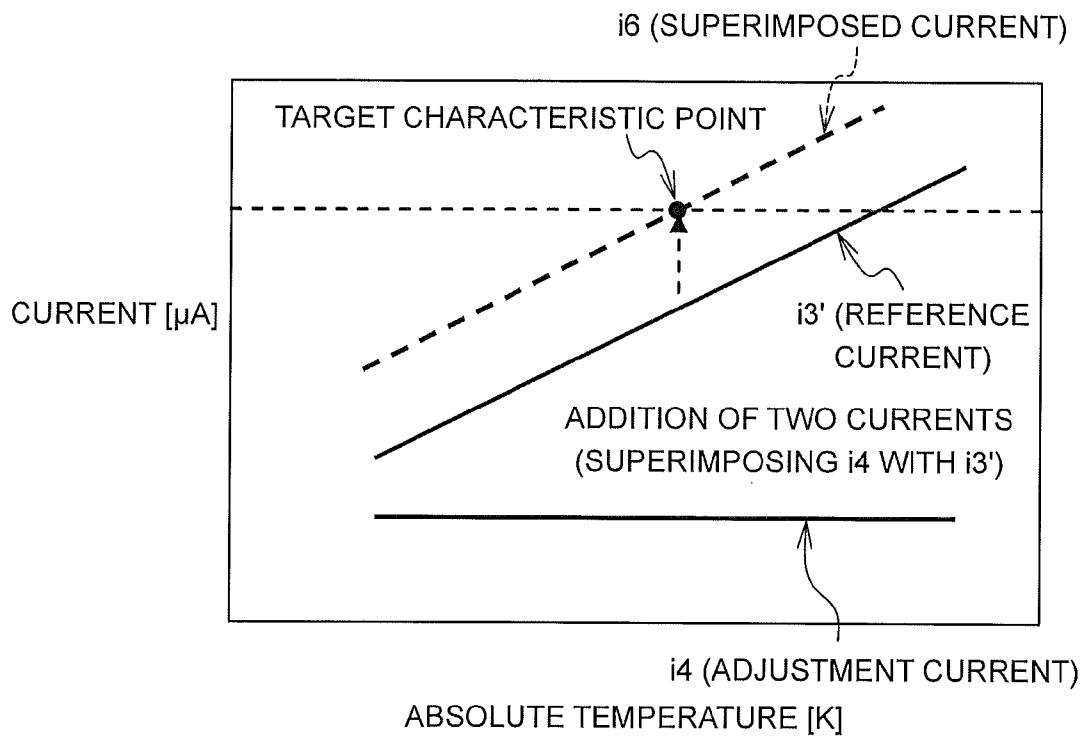 i6 (SUPERIMPOSED CURRENT)
TARGET CHARACTERISTIC POINT
CURRENT [µA]
i3' (REFERENCE
CURRENT)
ADDITION OF TWO CURRENTS
(SUPERIMPOSING i4 WITH i3')
i4 (ADJUSTMENT CURRENT)
ABSOLUTE TEMPERATURE [K]